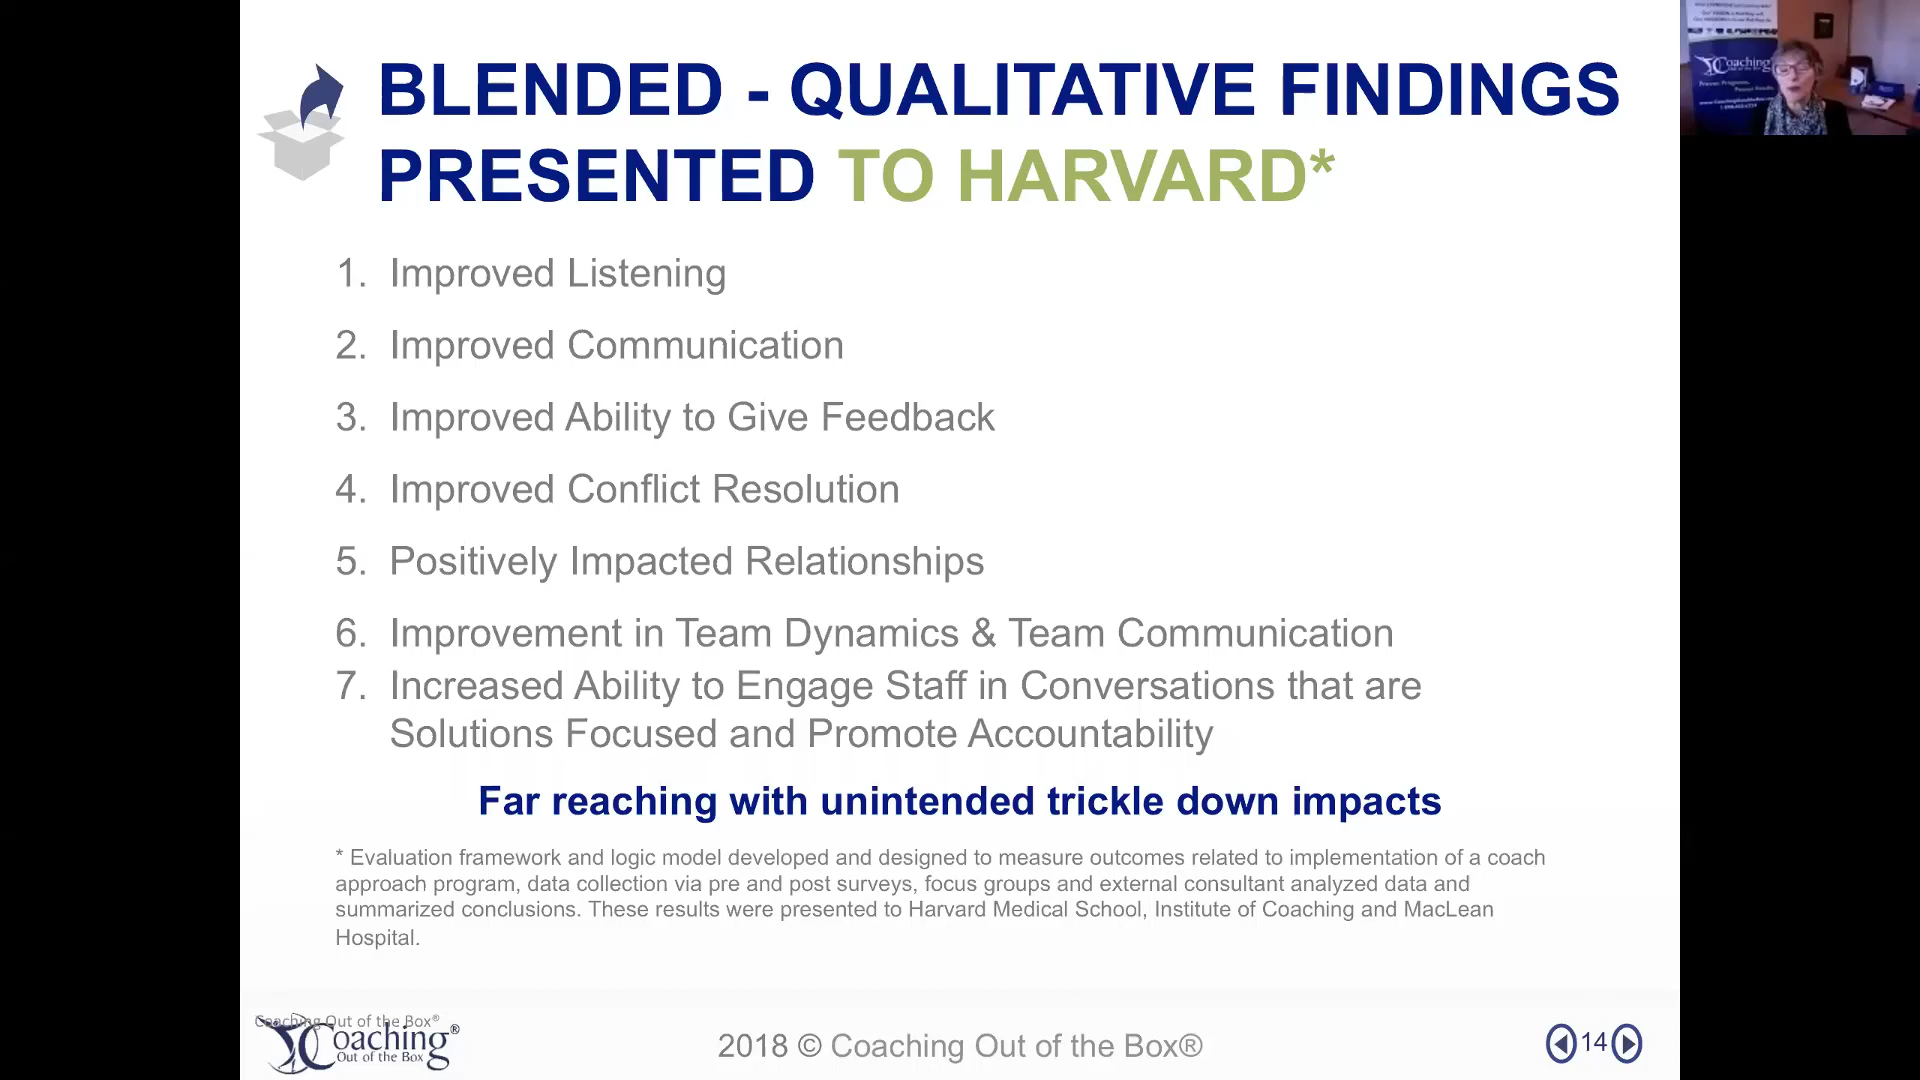 BLENDED - QUALITATIVE FINDINGS
PRESENTED TO HARVARD*
1. Improved Listening
2. Improved Communication
3. Improved Ability to Give Feedback
4. Improved Conflict Resolution
5. Positively Impacted Relationships
6. Improvement in Team Dynamics & Team Communication
7. Increased Ability to Engage Staff in Conversations that are
Solutions Focused and Promote Accountability
Far reaching with unintended trickle down impacts
* Evaluation framework and logic model developed and designed to measure outcomes related to implementation of a coach
approach program, data collection via pre and post surveys, focus groups and external consultant analyzed data and
summarized conclusions. These results were presented to Harvard Medical School, Institute of Coaching and MacLean
Hospital.
Coaching Out of the Box®
Coaching®
Out of the Box
2018 © Coaching Out of the Box®
14
Coaching